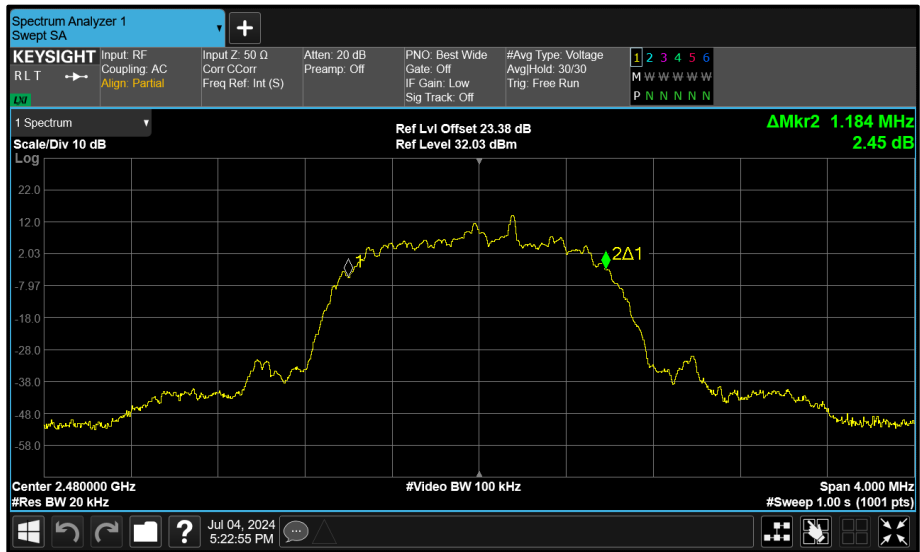 Spectrum Analyzer 1
Swept SA
+
KEYSIGHT
R L T
LXI
Input: RF
Coupling: AC
Align: Partial
Input Z: 50 Ω
Corr CCorr
Freq Ref: Int (S)
Atten: 20 dB
Preamp: Off
PNO: Best Wide
Gate: Off
IF Gain: Low
Sig Track: Off
#Avg Type: Voltage
Avg|Hold: 30/30
Trig: Free Run
1 2 3 4 5 6
M W W W W W
P N N N N N
1 Spectrum
Scale/Div 10 dB
Log
Ref Lvl Offset 23.38 dB
Ref Level 32.03 dBm
ΔMkr2 1.184 MHz
2.45 dB
22.0
12.0
2.03
-7.97
-18.0
-28.0
-38.0
-48.0
-58.0
1
2Δ1
Center 2.480000 GHz
#Res BW 20 kHz
#Video BW 100 kHz
Span 4.000 MHz
#Sweep 1.00 s (1001 pts)
?
Jul 04, 2024
5:22:55 PM